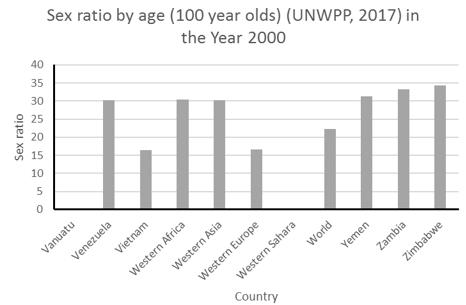 Sex ratio by age (100 year olds) (UNWPP, 2017) in
the Year 2000
40
35
30
25
20
15
10
5
0
Sex ratio
Vanuatu
Venezuela
Vietnam
Western Africa
Western Asia
Western Europe
Western Sahara
World
Yemen
Zambia
Zimbabwe
Country